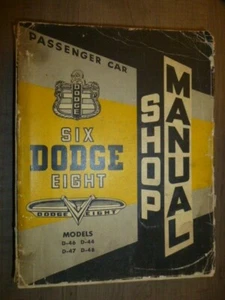 PASSENGER CAR
DODGE
SIX
DODGE
EIGHT
DODGE EIGHT
MODELS
D-46 D-44
D-47 D-48
SHOP
MANUAL